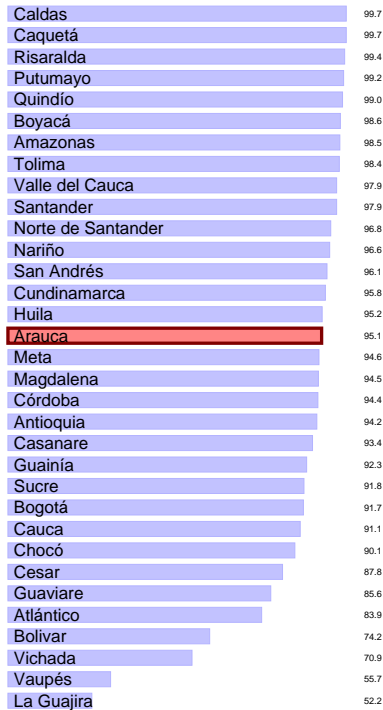 Caldas 99.7
Caquetá 99.7
Risaralda 99.4
Putumayo 99.2
Quindío 99.0
Boyacá 98.6
Amazonas 98.5
Tolima 98.4
Valle del Cauca 97.9
Santander 97.9
Norte de Santander 96.8
Nariño 96.6
San Andrés 96.1
Cundinamarca 95.8
Huila 95.2
Arauca 95.1
Meta 94.6
Magdalena 94.5
Córdoba 94.4
Antioquia 94.2
Casanare 93.4
Guainía 92.3
Sucre 91.8
Bogotá 91.7
Cauca 91.1
Chocó 90.1
Cesar 87.8
Guaviare 85.6
Atlántico 83.9
Bolivar 74.2
Vichada 70.9
Vaupés 55.7
La Guajira 52.2